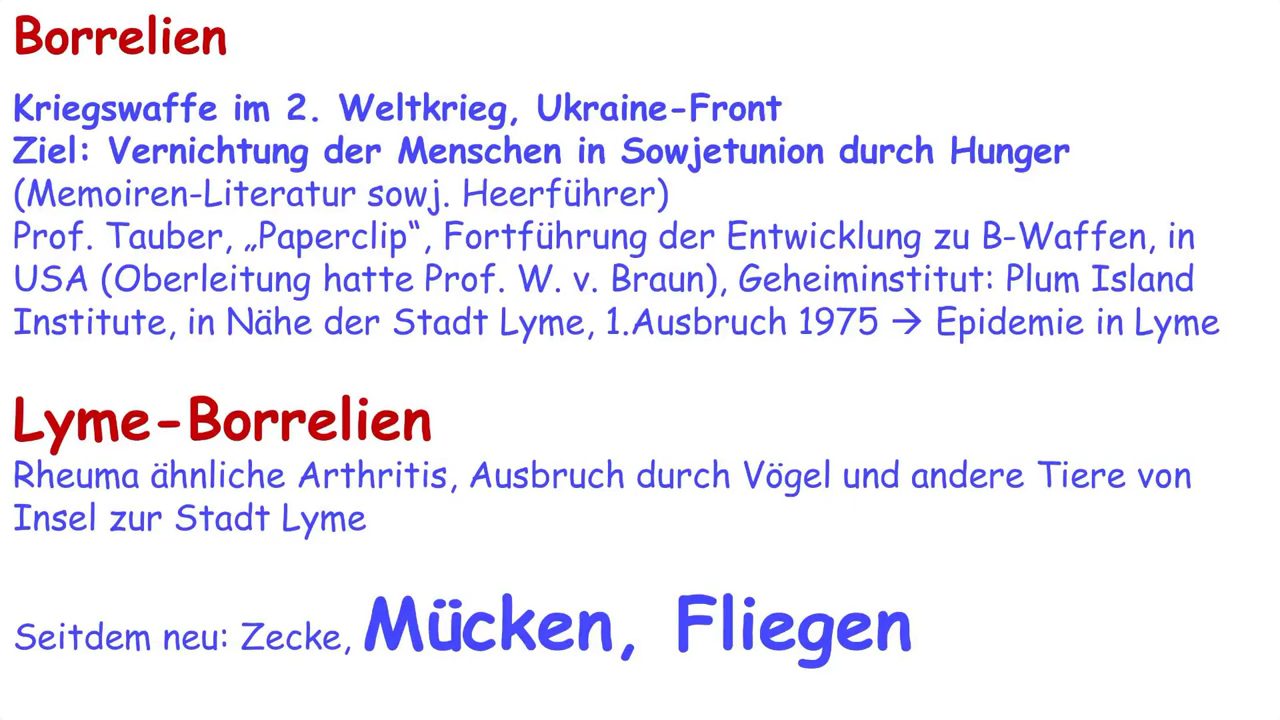 Borrelien
Kriegswaffe im 2. Weltkrieg, Ukraine-Front
Ziel: Vernichtung der Menschen in Sowjetunion durch Hunger
(Memoiren-Literatur sowj. Heerführer)
Prof. Tauber, „Paperclip“, Fortführung der Entwicklung zu B-Waffen, in
USA (Oberleitung hatte Prof. W. v. Braun), Geheiminstitut: Plum Island
Institute, in Nähe der Stadt Lyme, 1.Ausbruch 1975 → Epidemie in Lyme
Lyme-Borrelien
Rheuma ähnliche Arthritis, Ausbruch durch Vögel und andere Tiere von
Insel zur Stadt Lyme
Seitdem neu: Zecke, Mücken, Fliegen